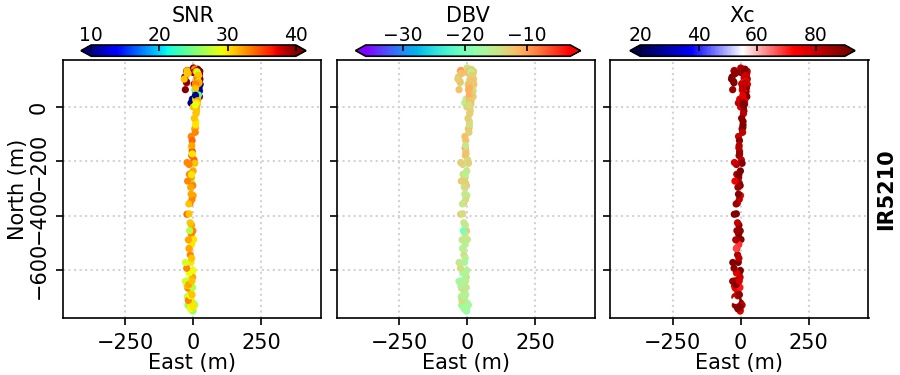 SNR DBV Xc
10 20 30 40 −30 −20 −10 20 40 60 80
North (m)
0
−200
−400
−600
IR5210
−250 0 250 −250 0 250 −250 0 250
East (m) East (m) East (m)